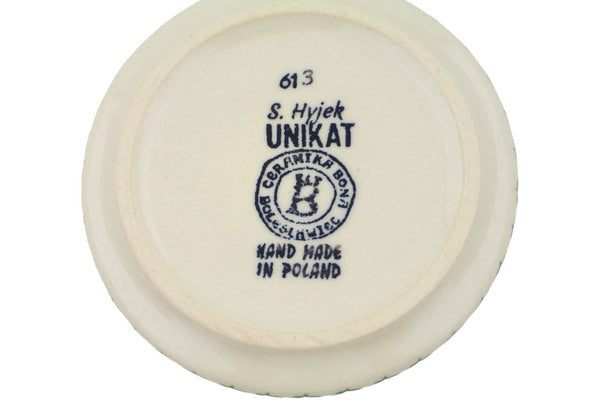 613
S. Hyjek
UNIKAT
CERAMIKA BONA
BOLESŁAWIEC
HAND MADE
IN POLAND